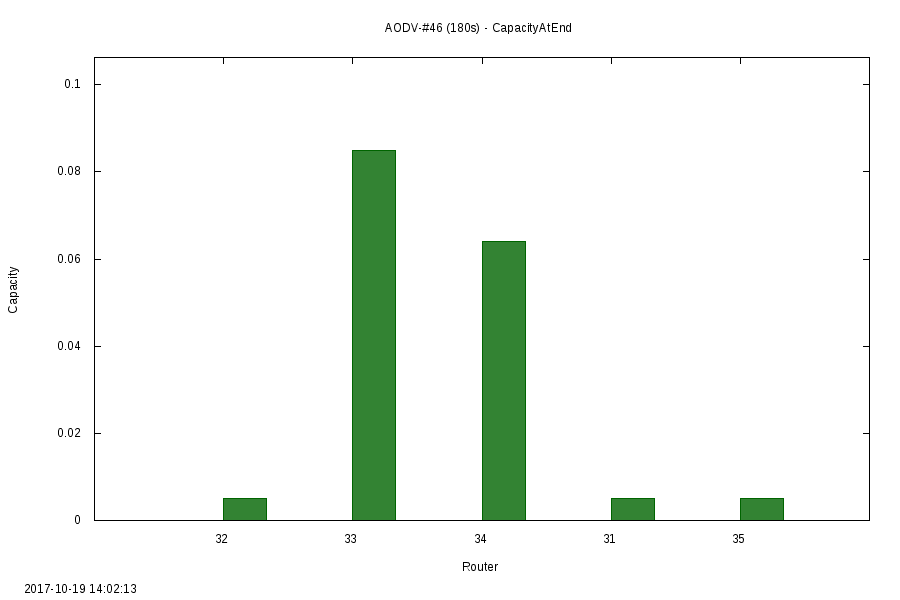 AODV-#46 (180s) - CapacityAtEnd
0.1
0.08
0.06
0.04
0.02
0
Capacity
32 33 34 31 35
Router
2017-10-19 14:02:13